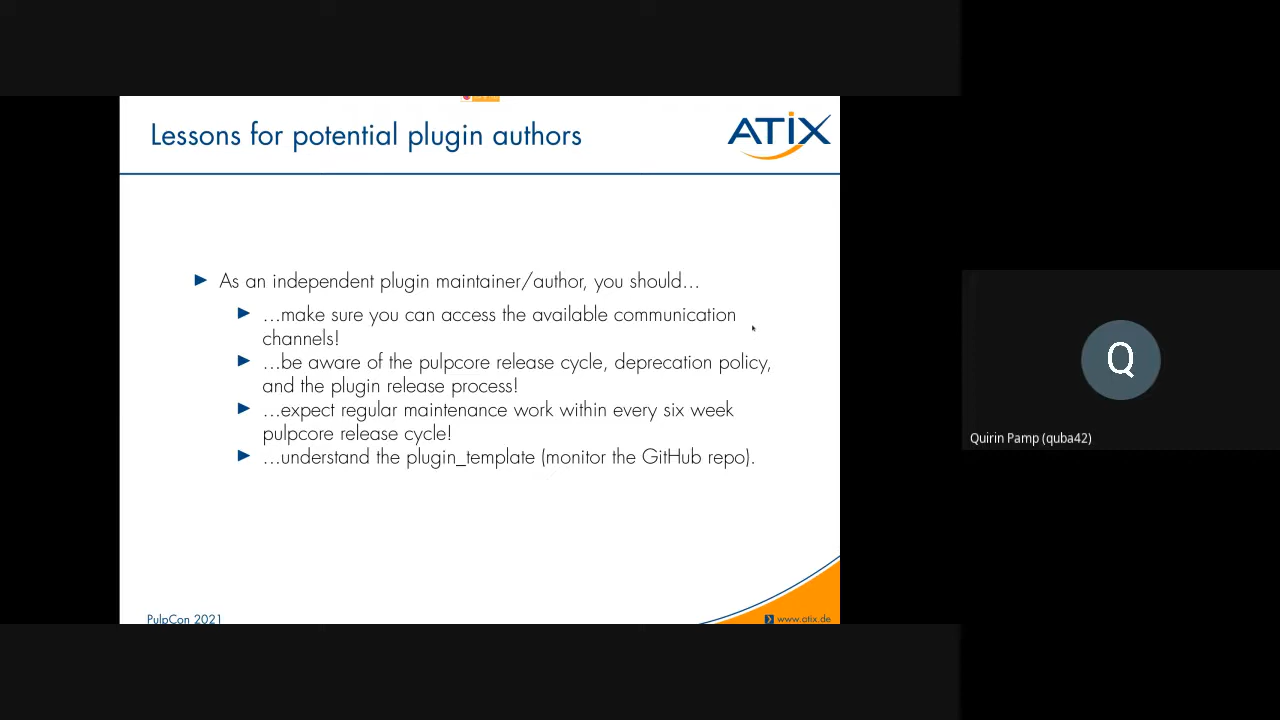 Lessons for potential plugin authors
ATIX
As an independent plugin maintainer/author, you should...
...make sure you can access the available communication
channels!
...be aware of the pulpcore release cycle, deprecation policy,
and the plugin release process!
...expect regular maintenance work within every six week
pulpcore release cycle!
...understand the plugin_template (monitor the GitHub repo).
PulpCon 2021
www.atix.de
Q
Quirin Pamp (quba42)